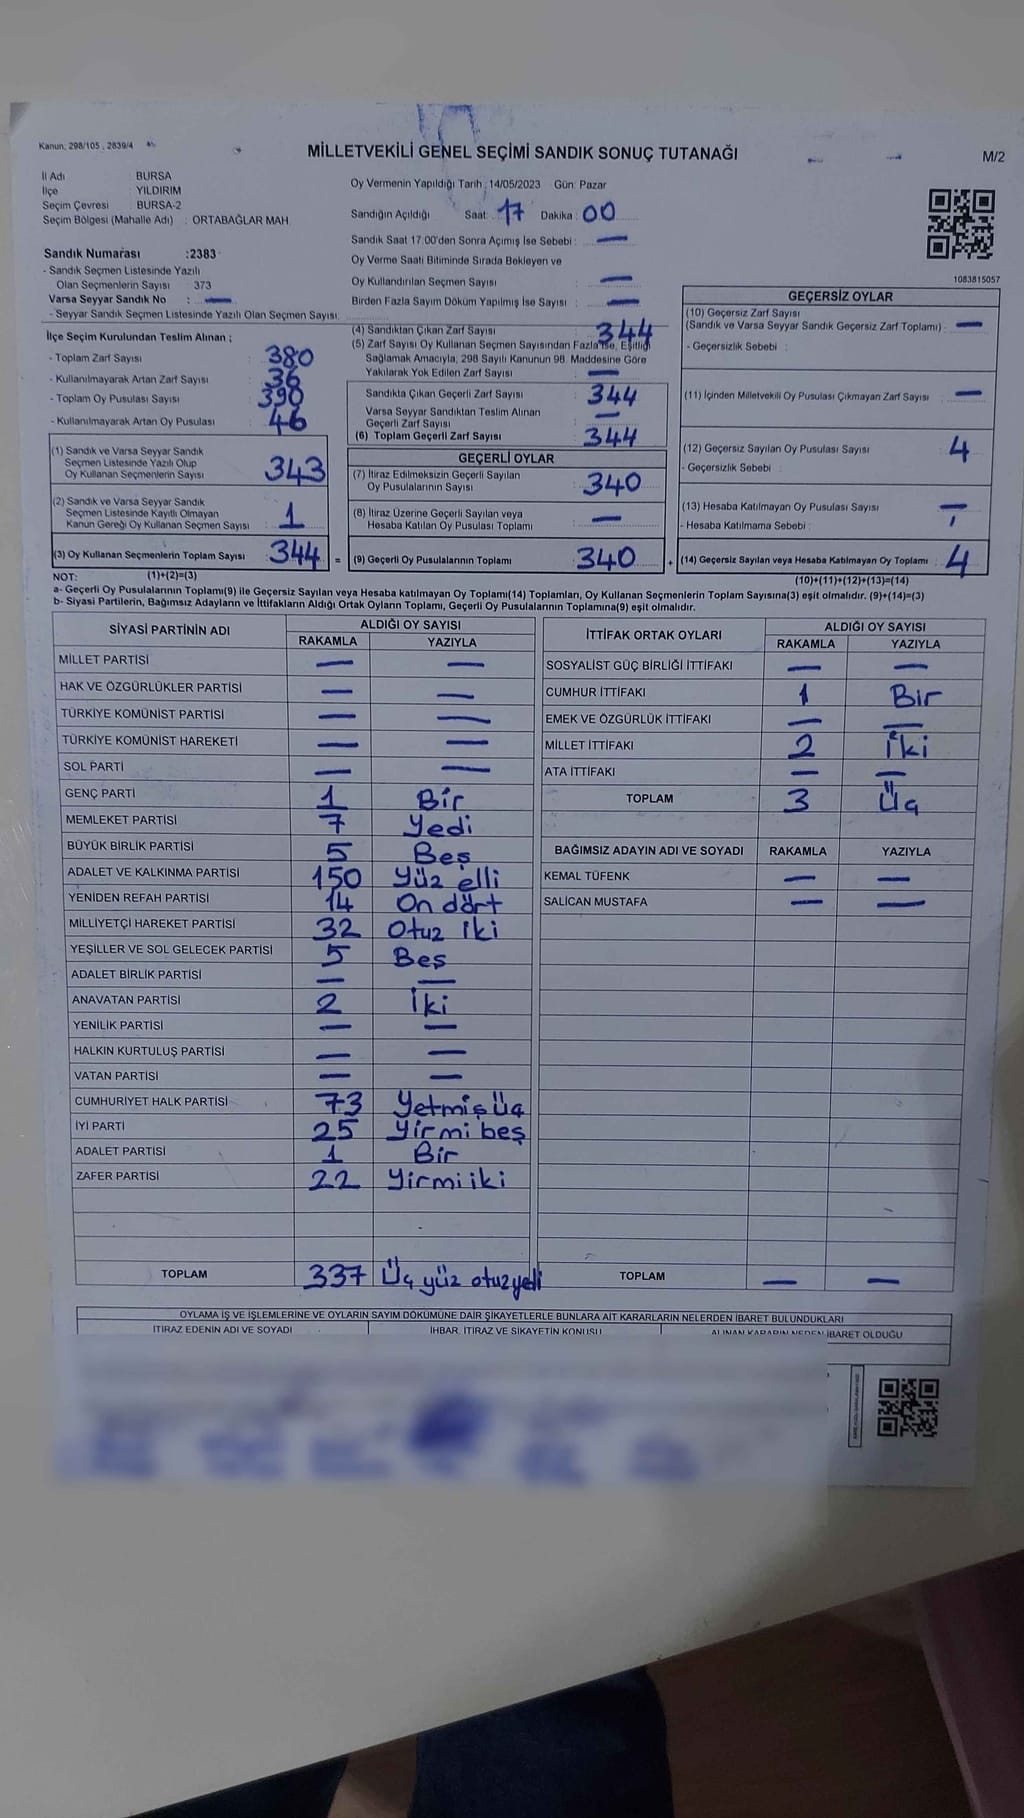 Kanun, 298/105 , 2839/4
MİLLETVEKİLİ GENEL SEÇİMİ SANDIK SONUÇ TUTANAĞI
M/2
İl Adı : BURSA
İlçe : YILDIRIM
Seçim Çevresi : BURSA-2
Seçim Bölgesi (Mahalle Adı) : ORTABAĞLAR MAH.
Sandık Numarası :2383
- Sandık Seçmen Listesinde Yazılı
Olan Seçmenlerin Sayısı : 373
Varsa Seyyar Sandık No : —
- Seyyar Sandık Seçmen Listesinde Yazılı Olan Seçmen Sayısı:
Oy Vermenin Yapıldığı Tarih : 14/05/2023 Gün: Pazar
Sandığın Açıldığı Saat: 17 Dakika : 00
Sandık Saat 17:00'den Sonra Açımış İse Sebebi : —
Oy Verme Saati Bitiminde Sırada Bekleyen ve
Oy Kullandırılan Seçmen Sayısı : —
Birden Fazla Sayım Döküm Yapılmış İse Sayısı : —
1083815057
İlçe Seçim Kurulundan Teslim Alınan ;
- Toplam Zarf Sayısı : 380
- Kullanılmayarak Artan Zarf Sayısı : 36
- Toplam Oy Pusulası Sayısı : 390
- Kullanılmayarak Artan Oy Pusulası : 46
(1) Sandık ve Varsa Seyyar Sandık
Seçmen Listesinde Yazılı Olup
Oy Kullanan Seçmenlerin Sayısı : 343
(2) Sandık ve Varsa Seyyar Sandık
Seçmen Listesinde Kayıtlı Olmayan
Kanun Gereği Oy Kullanan Seçmen Sayısı : 1
(3) Oy Kullanan Seçmenlerin Toplam Sayısı : 344 =
(1)+(2)=(3)
(4) Sandıktan Çıkan Zarf Sayısı : 344
(5) Zarf Sayısı Oy Kullanan Seçmen Sayısından Fazla İse, Eşitliği
Sağlamak Amacıyla, 298 Sayılı Kanunun 98. Maddesine Göre
Yakılarak Yok Edilen Zarf Sayısı : —
Sandıkta Çıkan Geçerli Zarf Sayısı : 344
Varsa Seyyar Sandıktan Teslim Alınan
Geçerli Zarf Sayısı : —
(6) Toplam Geçerli Zarf Sayısı : 344
GEÇERLİ OYLAR
(7) İtiraz Edilmeksizin Geçerli Sayılan
Oy Pusulalarının Sayısı : 340
(8) İtiraz Üzerine Geçerli Sayılan veya
Hesaba Katılan Oy Pusulası Toplamı : —
(9) Geçerli Oy Pusulalarının Toplamı : 340 +
GEÇERSİZ OYLAR
(10) Geçersiz Zarf Sayısı
(Sandık ve Varsa Seyyar Sandık Geçersiz Zarf Toplamı) : —
- Geçersizlik Sebebi :
(11) İçinden Milletvekili Oy Pusulası Çıkmayan Zarf Sayısı : —
(12) Geçersiz Sayılan Oy Pusulası Sayısı : 4
- Geçersizlik Sebebi :
(13) Hesaba Katılmayan Oy Pusulası Sayısı : —
- Hesaba Katılmama Sebebi :
(14) Geçersiz Sayılan veya Hesaba Katılmayan Oy Toplamı : 4
(10)+(11)+(12)+(13)=(14)
NOT:
a- Geçerli Oy Pusulalarının Toplamı(9) ile Geçersiz Sayılan veya Hesaba katılmayan Oy Toplamı(14) Toplamları, Oy Kullanan Seçmenlerin Toplam Sayısına(3) eşit olmalıdır. (9)+(14)=(3)
b- Siyasi Partilerin, Bağımsız Adayların ve İttifakların Aldığı Ortak Oyların Toplamı, Geçerli Oy Pusulalarının Toplamına(9) eşit olmalıdır.
SİYASİ PARTİNİN ADI ALDIĞI OY SAYISI
RAKAMLA YAZIYLA
MİLLET PARTİSİ — —
HAK VE ÖZGÜRLÜKLER PARTİSİ — —
TÜRKİYE KOMÜNİST PARTİSİ — —
TÜRKİYE KOMÜNİST HAREKETİ — —
SOL PARTİ — —
GENÇ PARTİ 1 Bir
MEMLEKET PARTİSİ 7 Yedi
BÜYÜK BİRLİK PARTİSİ 5 Beş
ADALET VE KALKINMA PARTİSİ 150 Yüz elli
YENİDEN REFAH PARTİSİ 14 On dört
MİLLİYETÇİ HAREKET PARTİSİ 32 Otuz iki
YEŞİLLER VE SOL GELECEK PARTİSİ 5 Beş
ADALET BİRLİK PARTİSİ — —
ANAVATAN PARTİSİ 2 İki
YENİLİK PARTİSİ — —
HALKIN KURTULUŞ PARTİSİ — —
VATAN PARTİSİ — —
CUMHURİYET HALK PARTİSİ 73 Yetmiş Üç
İYİ PARTİ 25 Yirmi beş
ADALET PARTİSİ 1 Bir
ZAFER PARTİSİ 22 Yirmi iki
TOPLAM 337 Üç yüz otuz yedi
İTTİFAK ORTAK OYLARI ALDIĞI OY SAYISI
RAKAMLA YAZIYLA
SOSYALİST GÜÇ BİRLİĞİ İTTİFAKI — —
CUMHUR İTTİFAKI 1 Bir
EMEK VE ÖZGÜRLÜK İTTİFAKI — —
MİLLET İTTİFAKI 2 İki
ATA İTTİFAKI — —
TOPLAM 3 Üç
BAĞIMSIZ ADAYIN ADI VE SOYADI RAKAMLA YAZIYLA
KEMAL TÜFENK — —
SALİCAN MUSTAFA — —
TOPLAM — —
OYLAMA İŞ VE İŞLEMLERİNE VE OYLARIN SAYIM DÖKÜMÜNE DAİR ŞİKAYETLERLE BUNLARA AİT KARARLARIN NELERDEN İBARET BULUNDUKLARI
İTİRAZ EDENİN ADI VE SOYADI İHBAR, İTİRAZ VE ŞİKAYETİN KONUSU ALINAN KARARIN NEDEN İBARET OLDUĞU